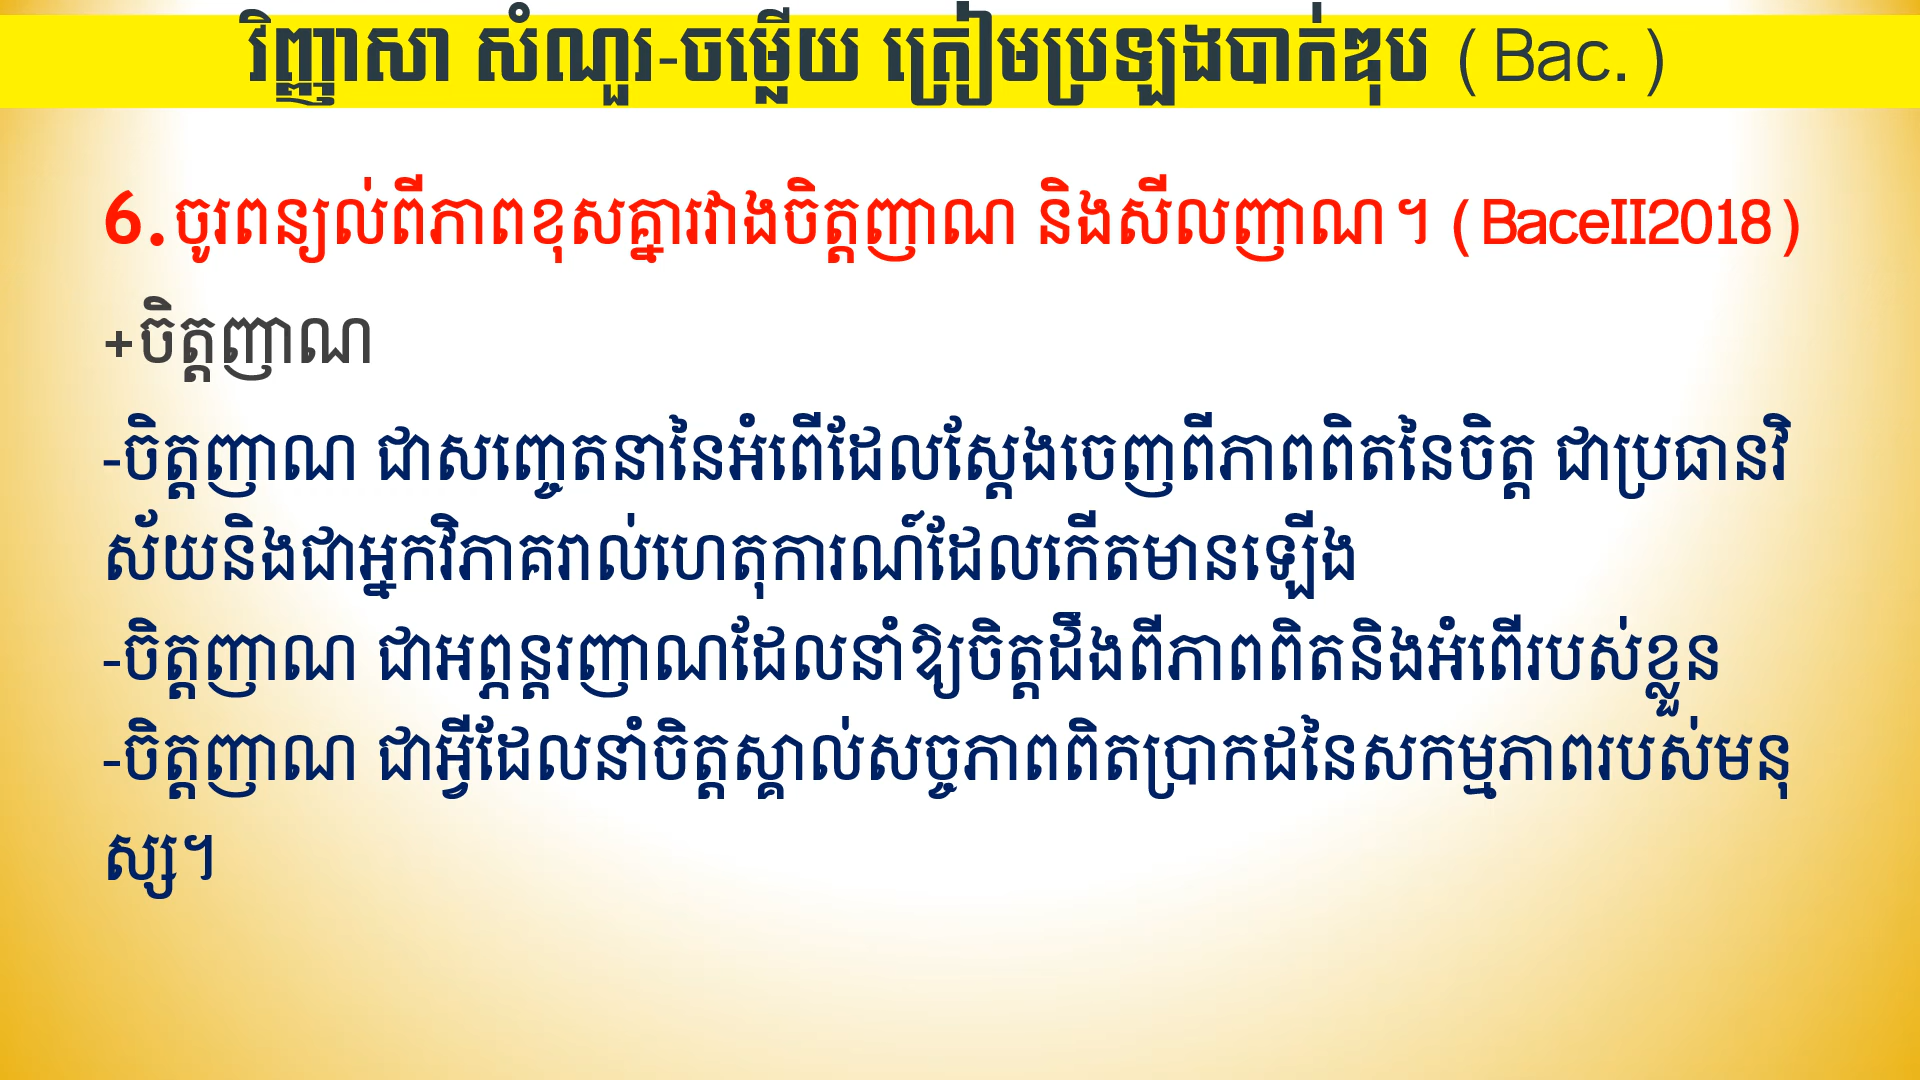 វិញ្ញាសា សំណួរ-ចម្លើយ ត្រៀមប្រឡងបាក់ឌុប (Bac.)
6.ចូរពន្យល់ពីភាពខុសគ្នារវាងចិត្តញាណ និងសីលញាណ។ (BaceII2018)
+ចិត្តញាណ
-ចិត្តញាណ ជាសញ្ចេតនានៃអំពើដែលស្តែងចេញពីភាពពិតនៃចិត្ត ជាប្រធានវិ
ស័យនិងជាអ្នកវិភាគរាល់ហេតុការណ៍ដែលកើតមានឡើង
-ចិត្តញាណ ជាអព្ភន្តរញាណដែលនាំឱ្យចិត្តដឹងពីភាពពិតនិងអំពើរបស់ខ្លួន
-ចិត្តញាណ ជាអ្វីដែលនាំចិត្តស្គាល់សច្ចភាពពិតប្រាកដនៃសកម្មភាពរបស់មនុ
ស្ស។